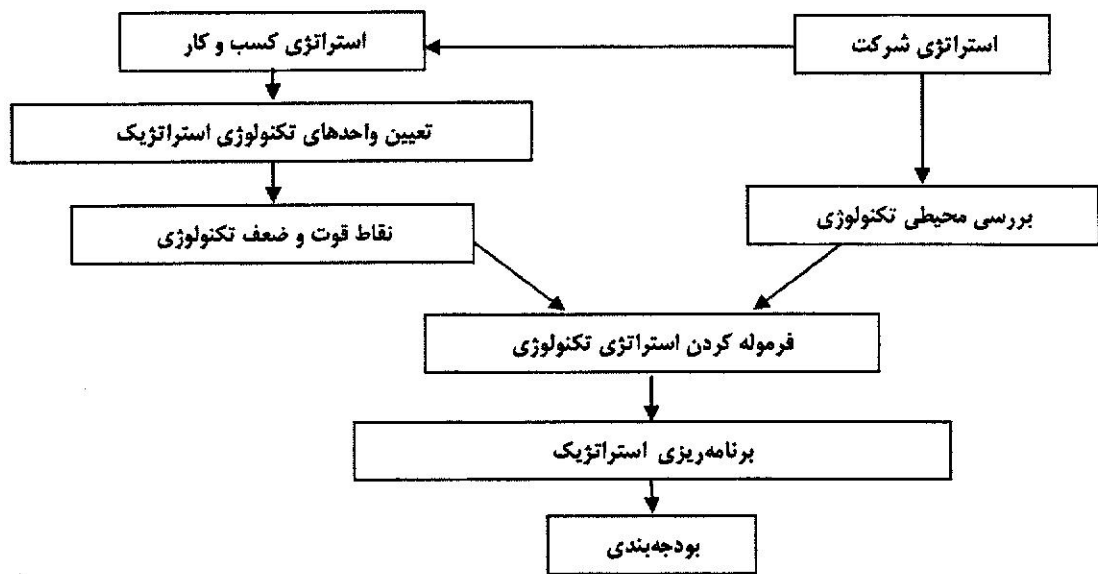 استراتژی شرکت
استراتژی کسب و کار
تعیین واحدهای تکنولوژی استراتژیک
بررسی محیطی تکنولوژی
نقاط قوت و ضعف تکنولوژی
فرموله کردن استراتژی تکنولوژی
برنامه‌ریزی استراتژیک
بودجه‌بندی